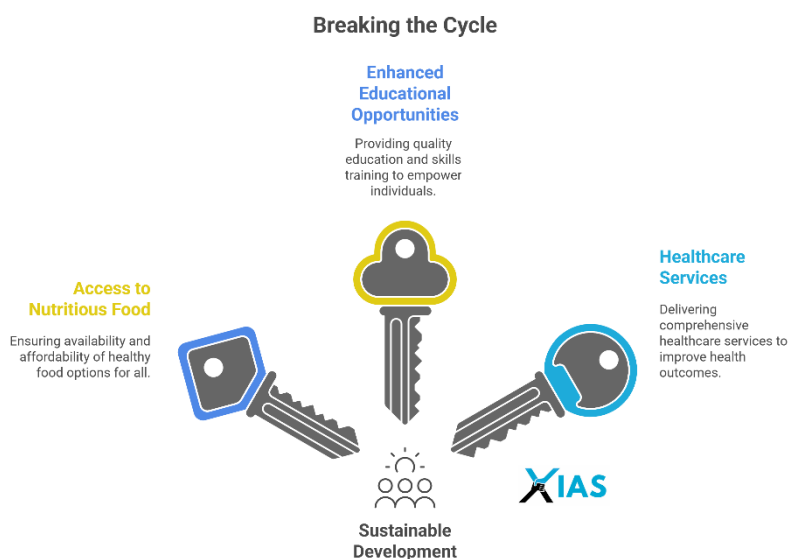 Breaking the Cycle
Enhanced
Educational
Opportunities
Providing quality
education and skills
training to empower
individuals.
Access to
Nutritious Food
Ensuring availability and
affordability of healthy
food options for all.
Healthcare
Services
Delivering
comprehensive
healthcare services to
improve health
outcomes.
XIAS
Sustainable
Development